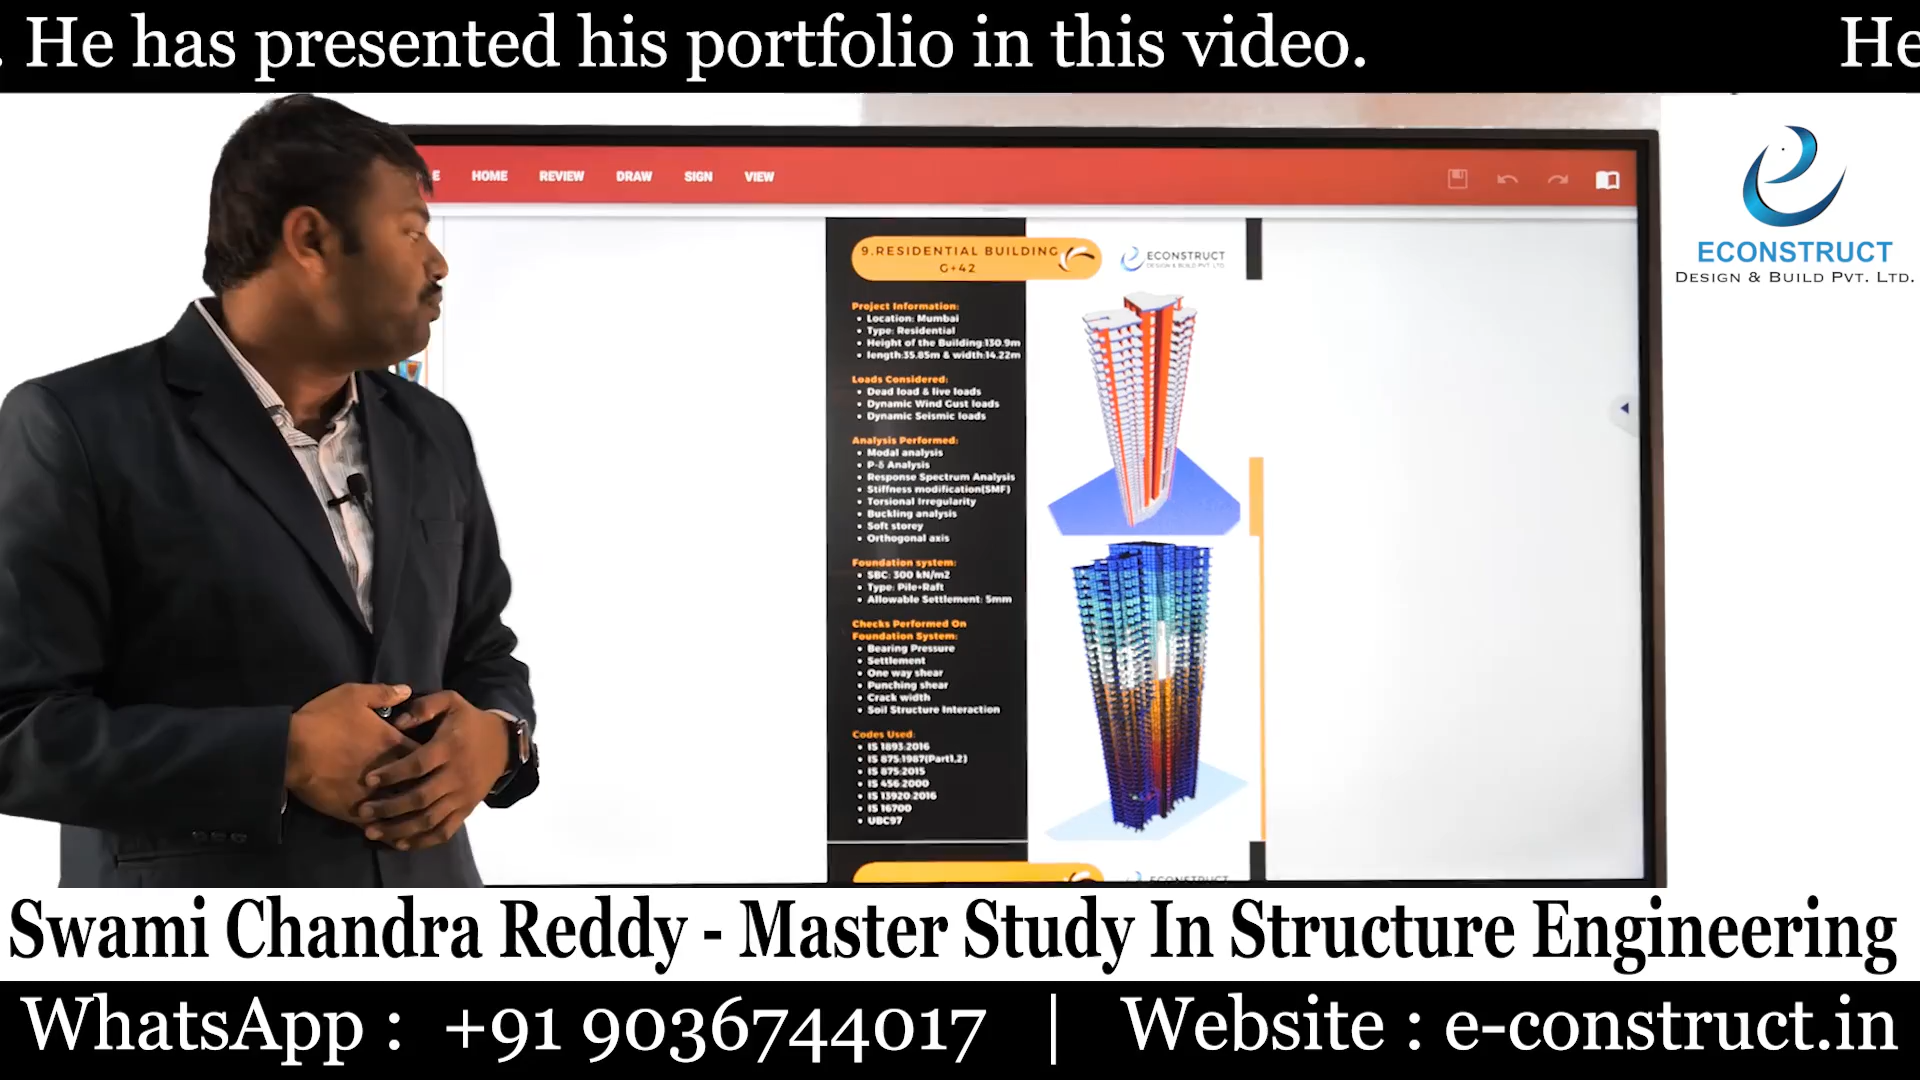 . He has presented his portfolio in this video.
He
E HOME REVIEW DRAW SIGN VIEW
ECONSTRUCT
DESIGN & BUILD PVT. LTD.
9.RESIDENTIAL BUILDING
G+42
ECONSTRUCT
DESIGN & BUILD PVT. LTD.
Project Information:
• Location: Mumbai
• Type: Residential
• Height of the Building:130.9m
• length:35.85m & width:14.22m
Loads Considered:
• Dead load & live loads
• Dynamic Wind Gust loads
• Dynamic Seismic loads
Analysis Performed:
• Modal analysis
• P-δ Analysis
• Response Spectrum Analysis
• Stiffness modification(SMF)
• Torsional Irregularity
• Buckling analysis
• Soft storey
• Orthogonal axis
Foundation system:
• SBC: 300 kN/m2
• Type: Pile+Raft
• Allowable Settlement: 5mm
Checks Performed On
Foundation System:
• Bearing Pressure
• Settlement
• One way shear
• Punching shear
• Crack width
• Soil Structure Interaction
Codes Used:
• IS 1893:2016
• IS 875:1987(Part1,2)
• IS 875:2015
• IS 456:2000
• IS 13920:2016
• IS 16700
• UBC97
ECONSTRUCT
Swami Chandra Reddy - Master Study In Structure Engineering
WhatsApp : +91 9036744017 | Website : e-construct.in